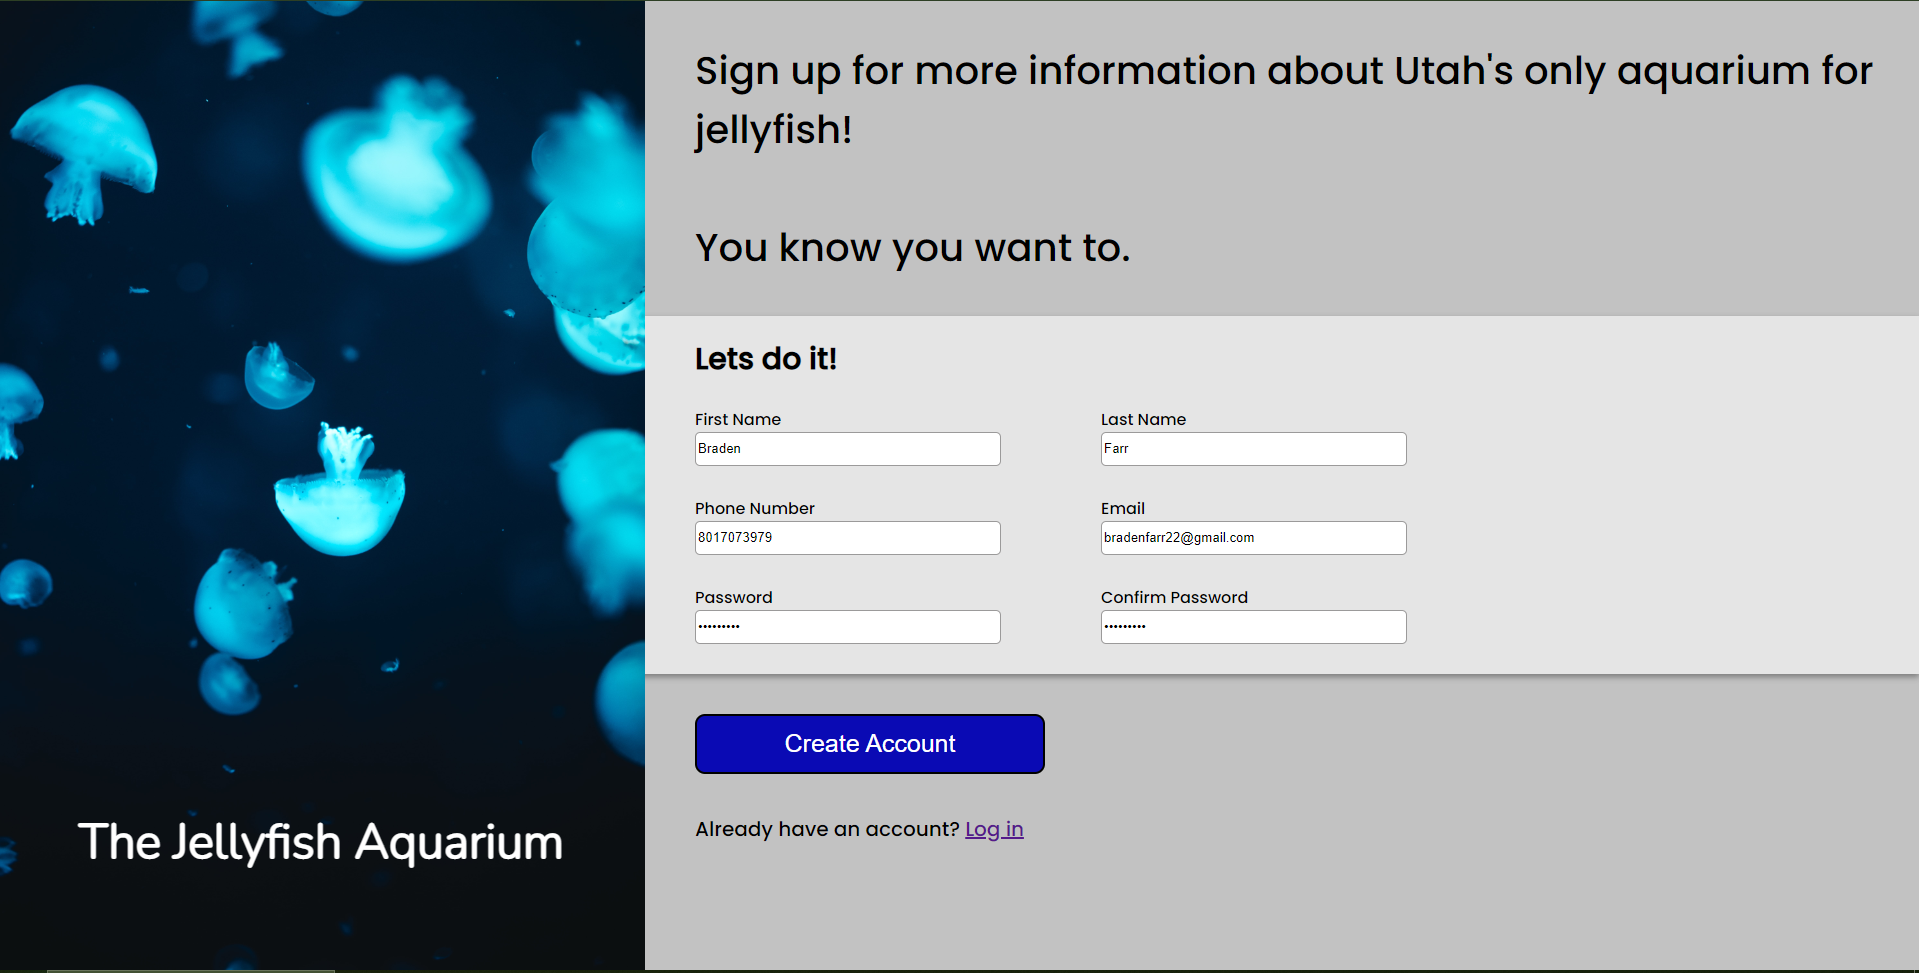 Sign up for more information about Utah's only aquarium for
jellyfish!
You know you want to.
Lets do it!
First Name
Last Name
Braden
Farr
Phone Number
Email
8017073979
bradenfarr22@gmail.com
Password
Confirm Password
•••••••••
•••••••••
Create Account
Already have an account? Log in
The Jellyfish Aquarium